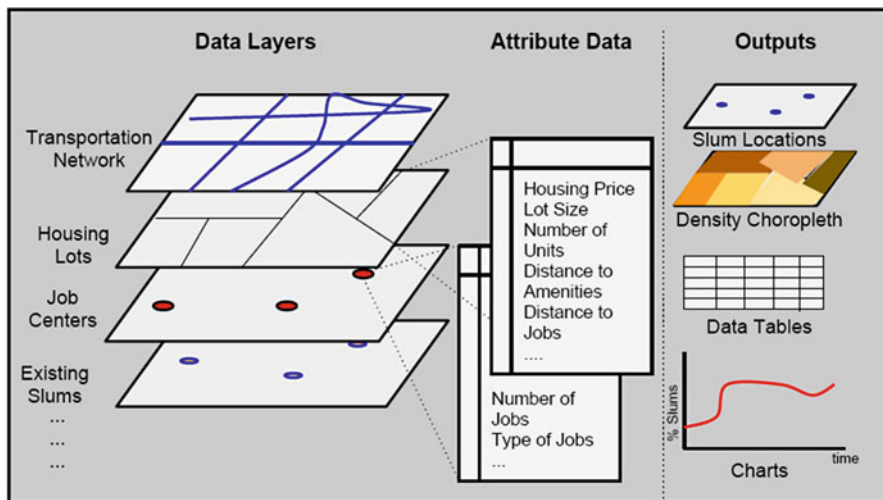 Data Layers
Transportation
Network
Housing
Lots
Job
Centers
Existing
Slums
...
...
...
Attribute Data
Housing Price
Lot Size
Number of
Units
Distance to
Amenities
Distance to
Jobs
....
Number of
Jobs
Type of Jobs
...
Outputs
Slum Locations
Density Choropleth
Data Tables
% Slums
time
Charts